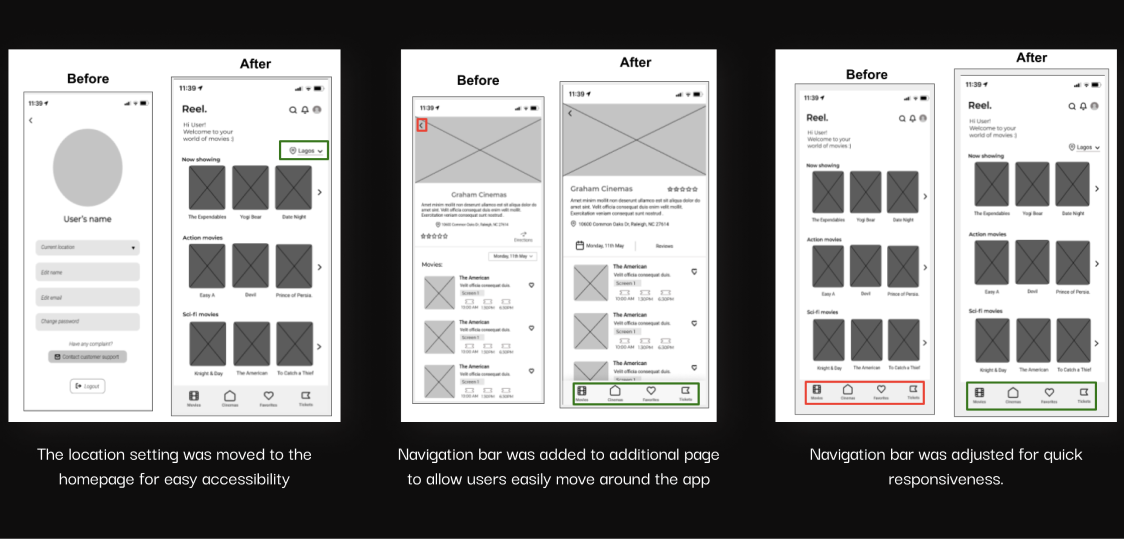 Before
11:39
User's name
Current location
Edit name
Edit email
Change password
Have any complaint?
Contact customer support
Logout
After
11:39
Reel.
Hi User!
Welcome to your
world of movies :)
Lagos
Now showing
The Expendables Yogi Bear Date Night
Action movies
Easy A Devil Prince of Persia.
Sci-fi movies
Knight & Day The American To Catch a Thief
Movies Cinemas Favorites Tickets
The location setting was moved to the
homepage for easy accessibility
Before
11:39
Graham Cinemas
Amet minim mollit non deserunt ullamco est sit aliqua dolor do
amet sint. Velit officia consequat duis enim velit mollit.
Exercitation veniam consequat sunt nostrud.
10600 Common Oaks Dr, Raleigh, NC 27614
Directions
Monday, 11th May
Movies:
The American
Velit officia consequat duis.
Screen 1
10:00 AM 1:30PM 6:30PM
The American
Velit officia consequat duis.
Screen 1
10:00 AM 1:30PM 6:30PM
The American
Velit officia consequat duis.
Screen 1
10:00 AM 1:30PM 6:30PM
After
11:39
Graham Cinemas
Amet minim mollit non deserunt ullamco est sit aliqua dolor do
amet sint. Velit officia consequat duis enim velit mollit.
Exercitation veniam consequat sunt nostrud.
10600 Common Oaks Dr, Raleigh, NC 27614
Monday, 11th May Reviews
The American
Velit officia consequat duis.
Screen 1
10:00 AM 1:30PM 6:30PM
The American
Velit officia consequat duis.
Screen 1
10:00 AM 1:30PM 6:30PM
The American
Velit officia consequat duis.
Screen 1
Movies Cinemas Favorites Tickets
Navigation bar was added to additional page
to allow users easily move around the app
Before
11:39
Reel.
Hi User!
Welcome to your
world of movies :)
Now showing
The Expendables Yogi Bear Date Night
Action movies
Easy A Devil Prince of Persia.
Sci-fi movies
Knight & Day The American To Catch a Thief
Movies Cinemas Favorites Tickets
After
11:39
Reel.
Hi User!
Welcome to your
world of movies :)
Lagos
Now showing
The Expendables Yogi Bear Date Night
Action movies
Easy A Devil Prince of Persia.
Sci-fi movies
Knight & Day The American To Catch a Thief
Movies Cinemas Favorites Tickets
Navigation bar was adjusted for quick
responsiveness.